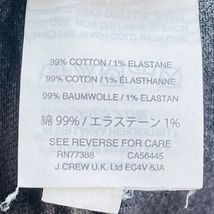 99% COTTON / 1% ELASTANE
99% COTON / 1% ÉLASTHANNE
99% BAUMWOLLE / 1% ELASTAN
綿 99% / エラステーン 1%
SEE REVERSE FOR CARE
RN77388 CA56445
J.CREW U.K. Ltd EC4V 6JA